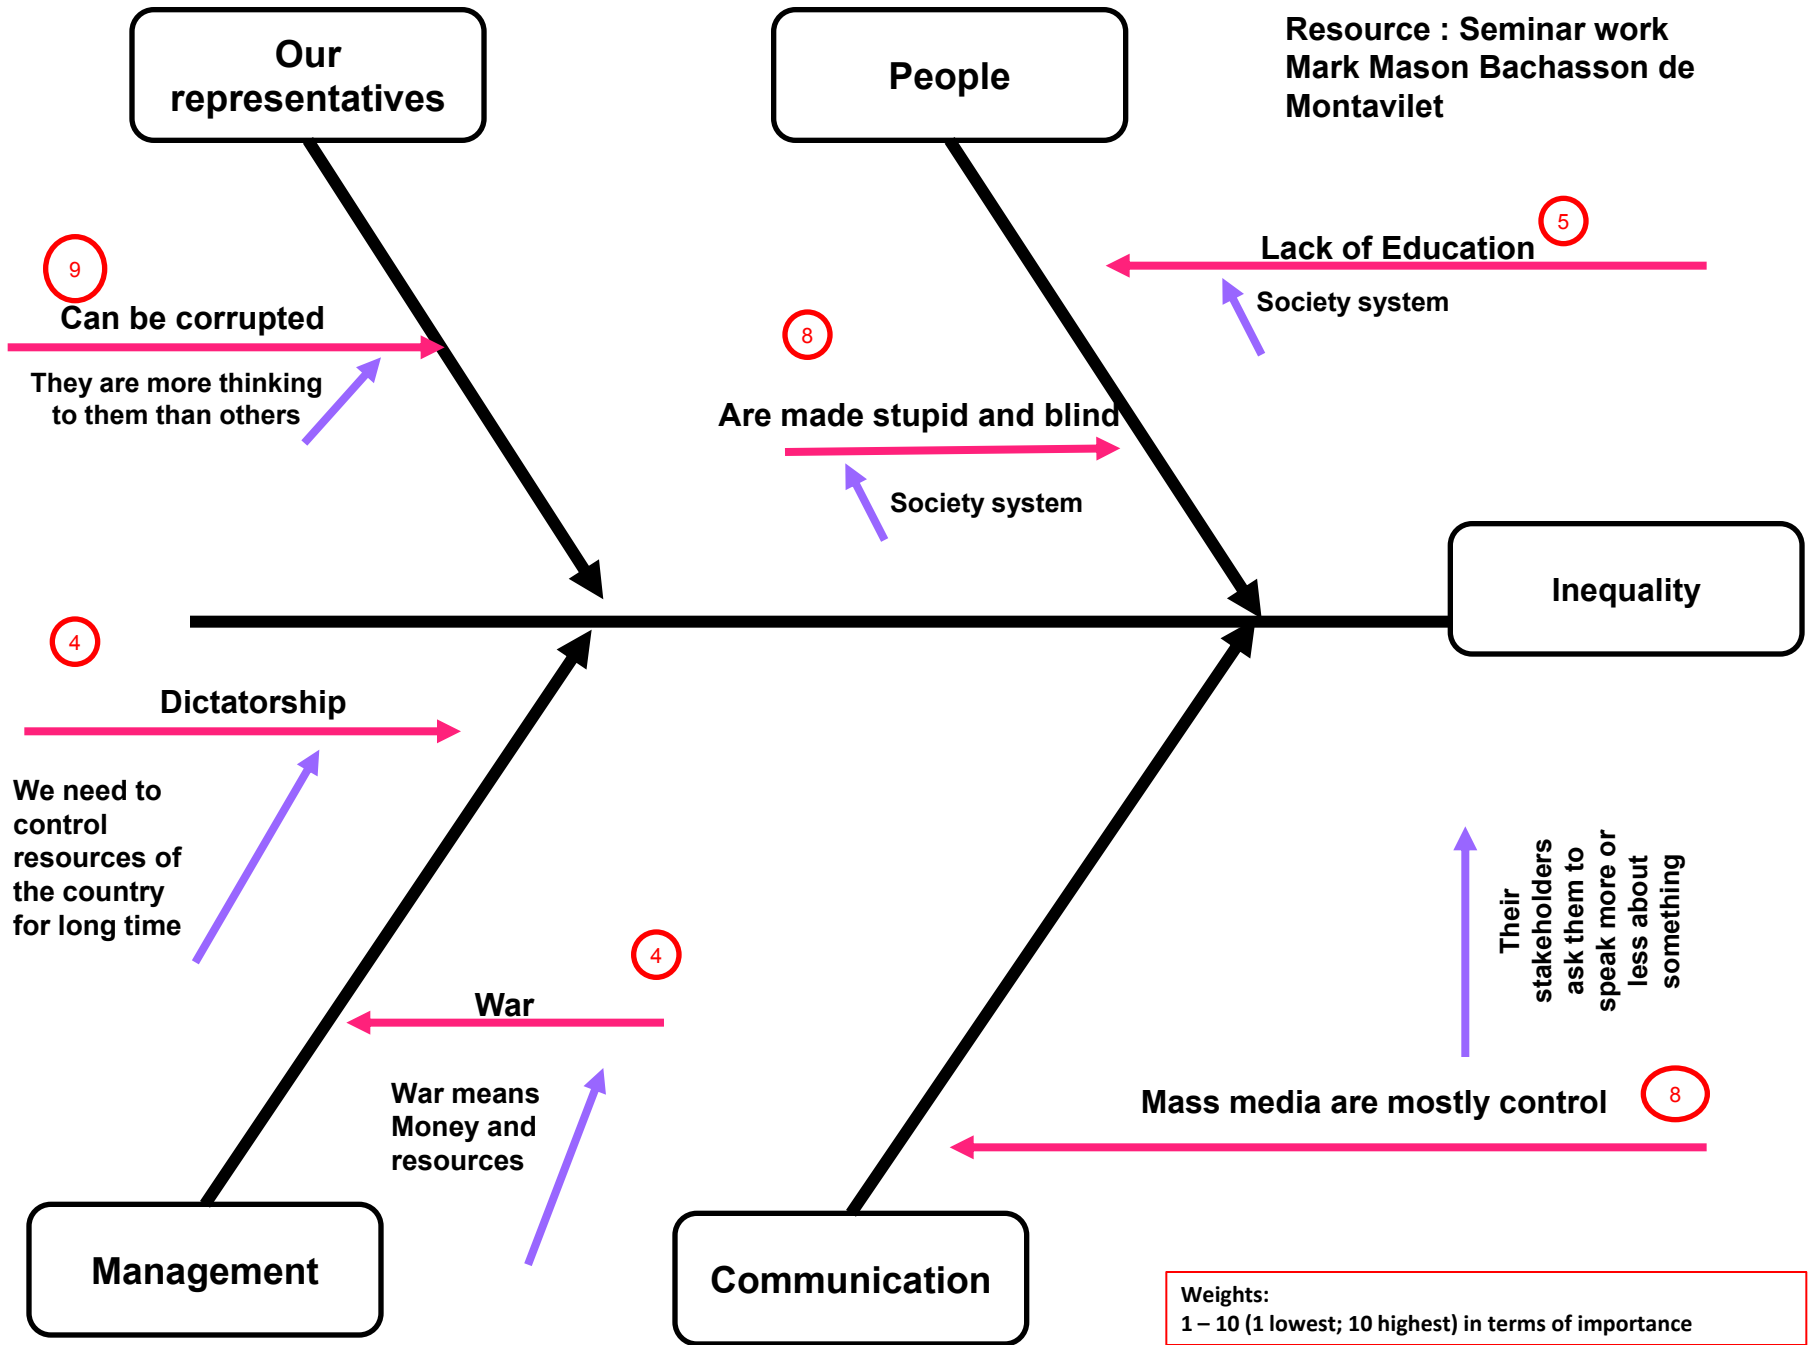 Our
representatives
People
Resource : Seminar work
Mark Mason Bachasson de
Montavilet
9
Can be corrupted
They are more thinking
to them than others
5
Lack of Education
Society system
8
Are made stupid and blind
Society system
Inequality
4
Dictatorship
We need to
control
resources of
the country
for long time
4
War
War means
Money and
resources
Their
stakeholders
ask them to
speak more or
less about
something
Mass media are mostly control
8
Management
Communication
Weights:
1 – 10 (1 lowest; 10 highest) in terms of importance